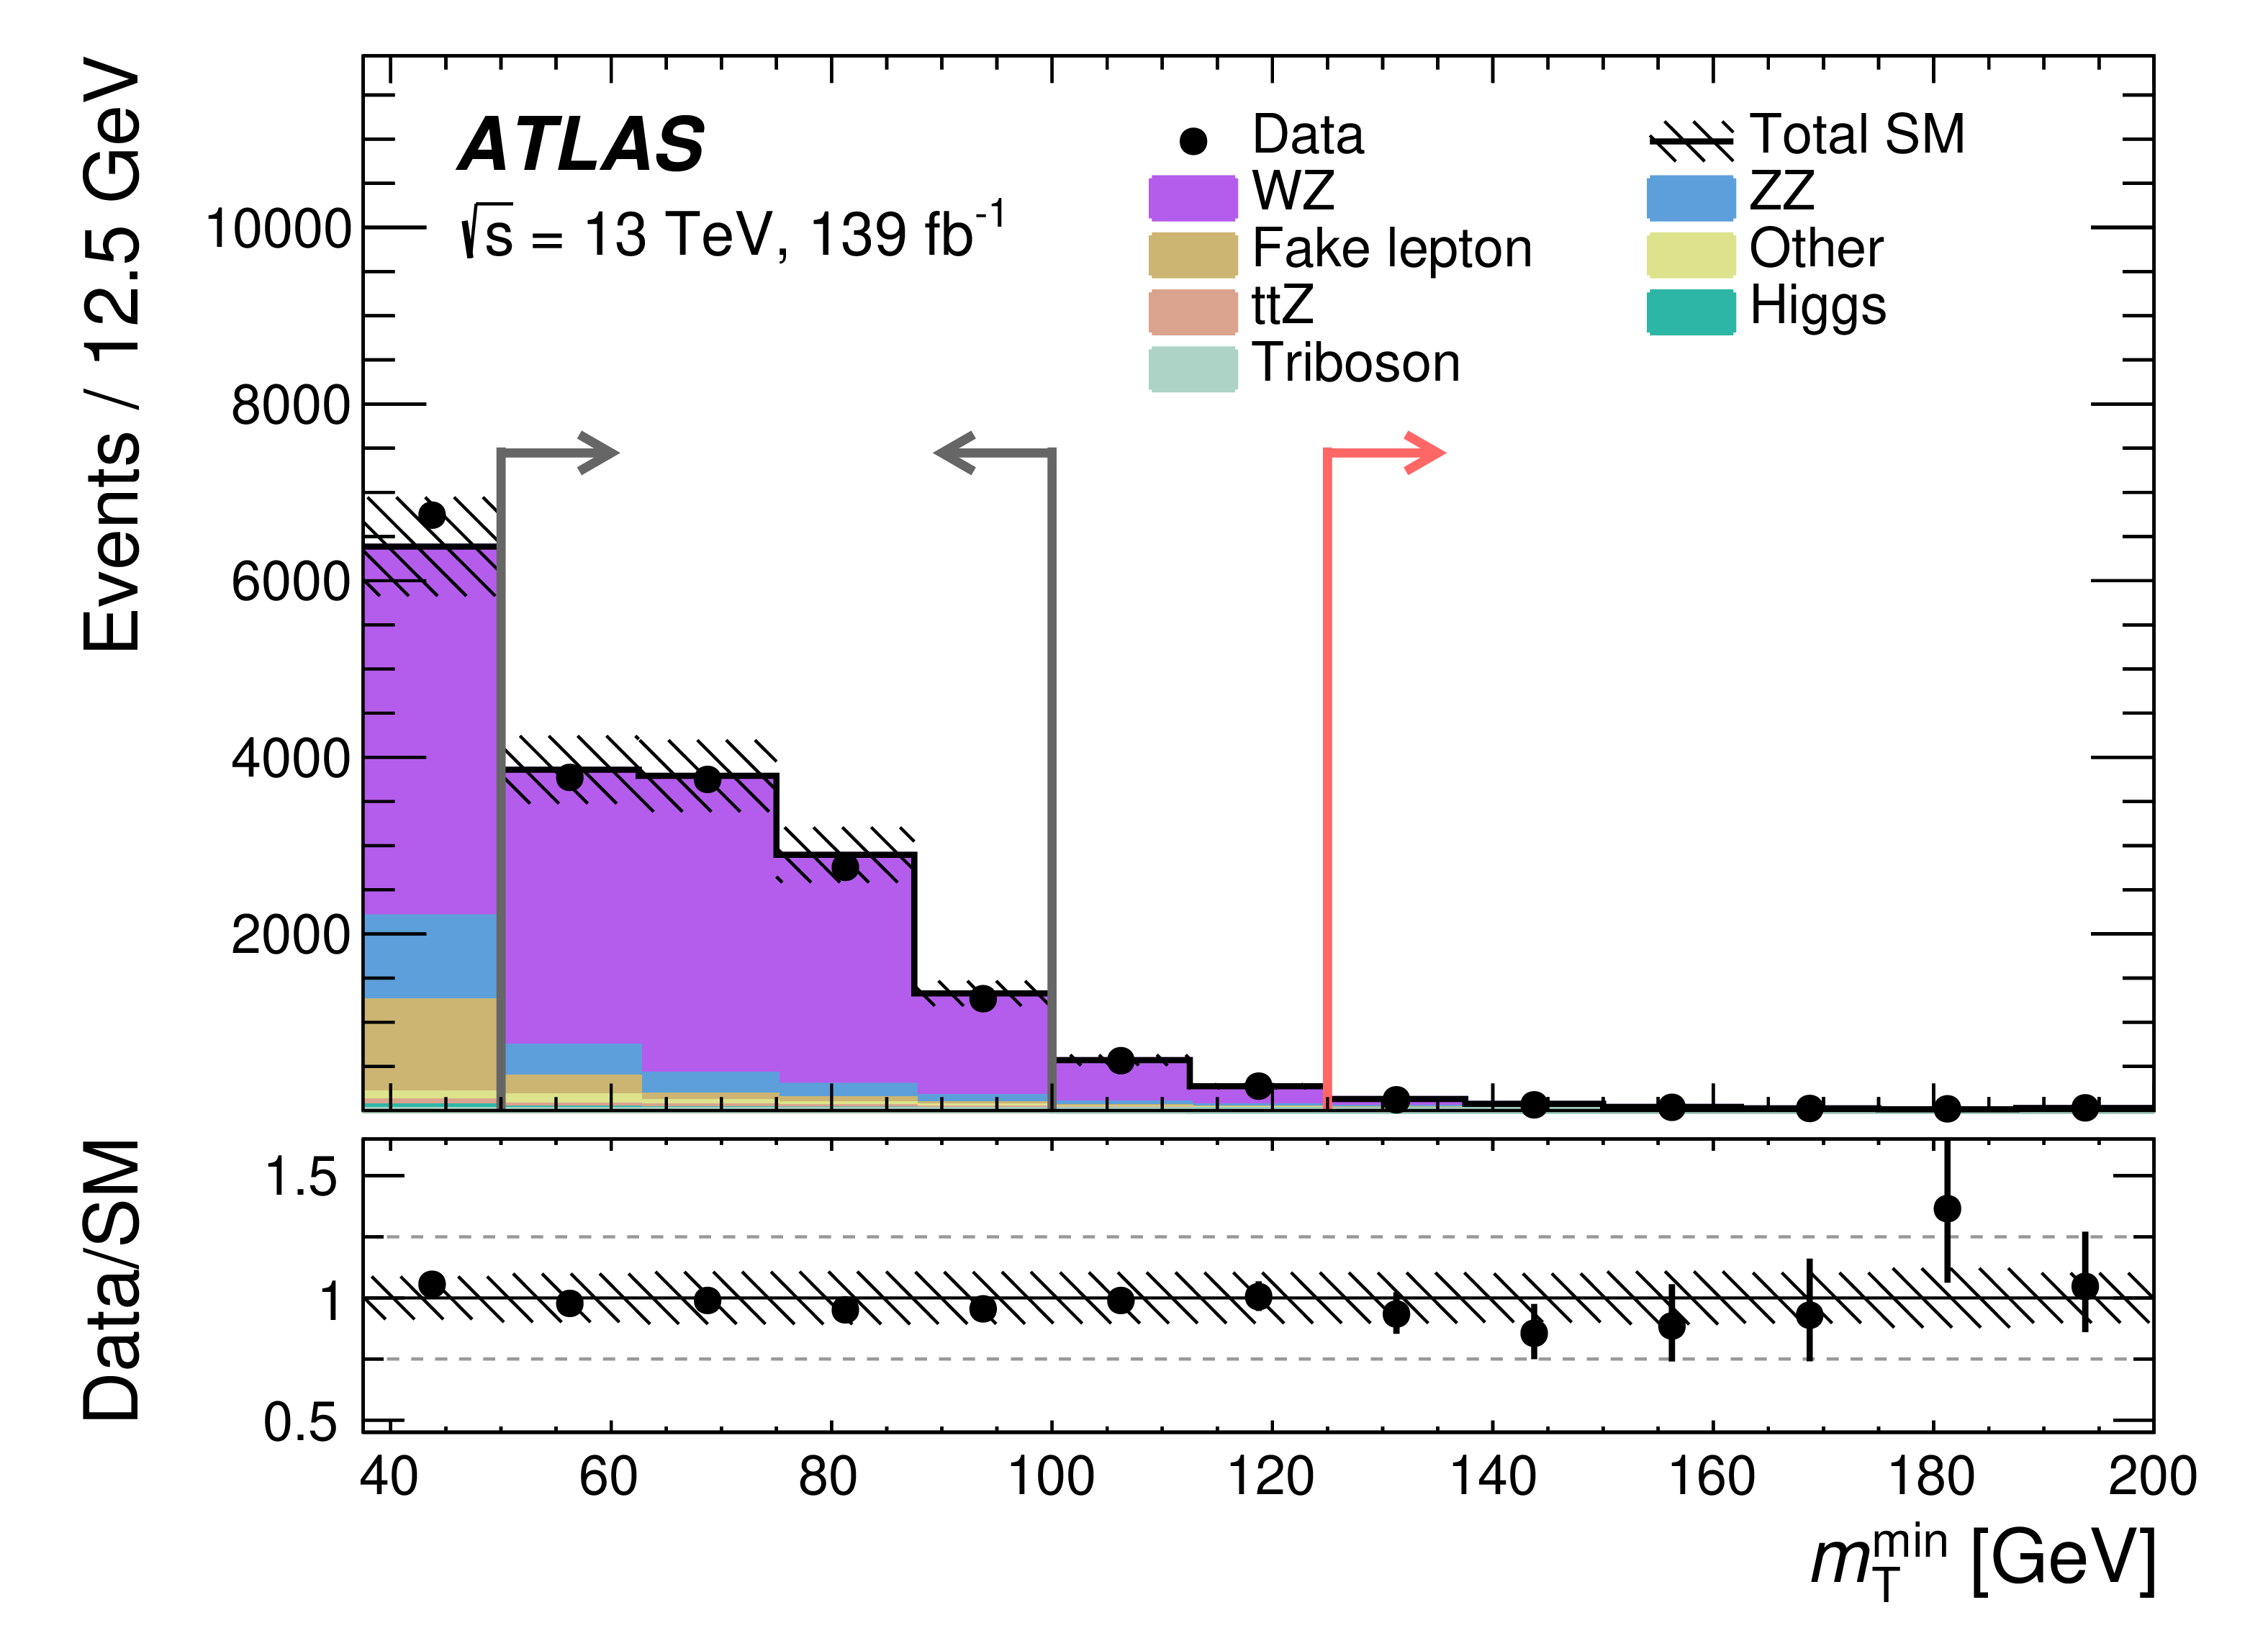 Events / 12.5 GeV
ATLAS
√s = 13 TeV, 139 fb⁻¹
Data
Total SM
WZ
ZZ
Fake lepton
Other
ttZ
Higgs
Triboson
10000
8000
6000
4000
2000
Data/SM
1.5
1
0.5
40 60 80 100 120 140 160 180 200
m_T^min [GeV]